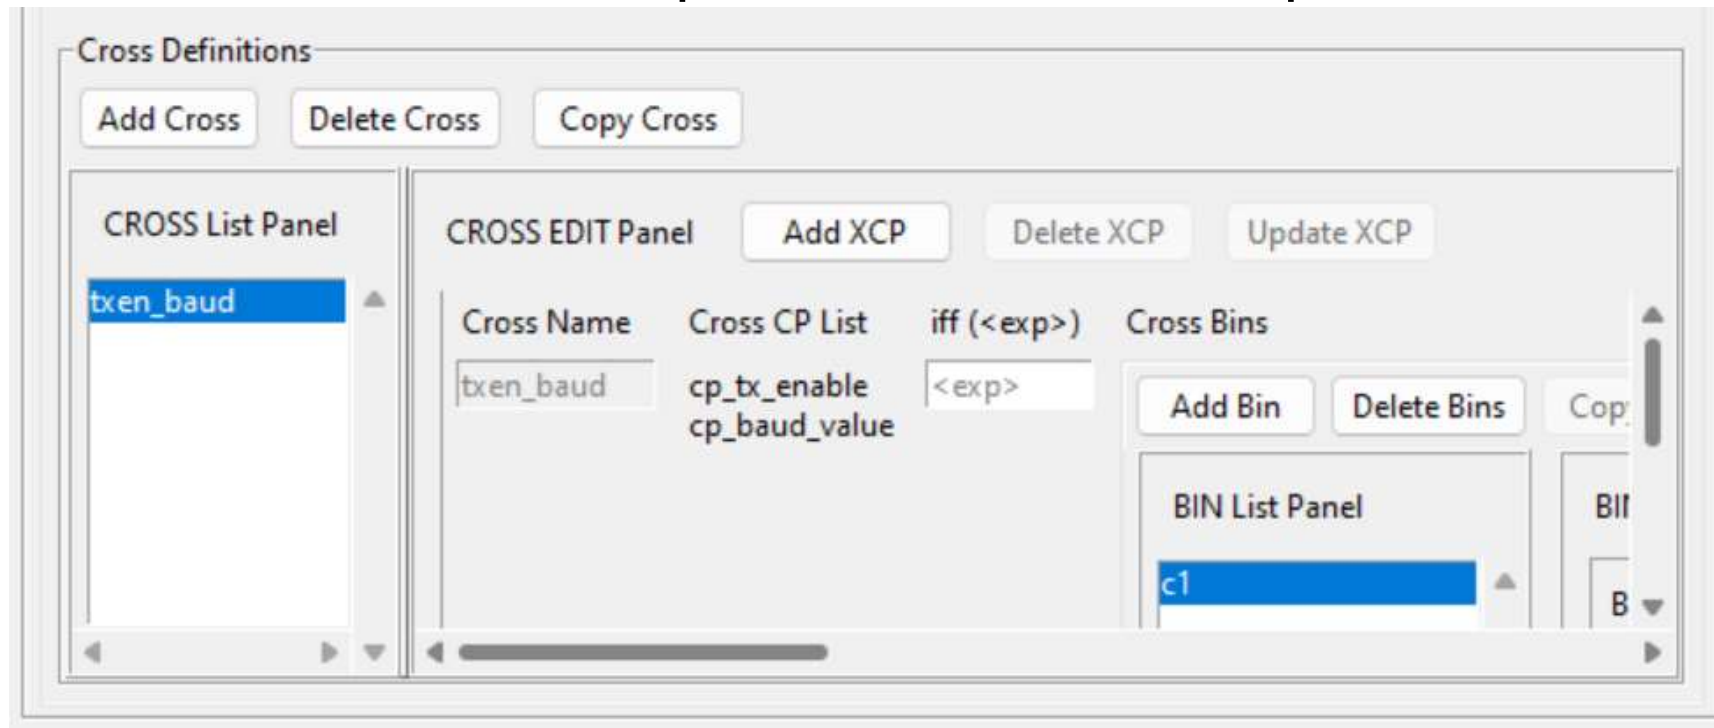 Cross Definitions
Add Cross Delete Cross Copy Cross
CROSS List Panel
txen_baud
CROSS EDIT Panel Add XCP Delete XCP Update XCP
Cross Name Cross CP List iff (<exp>) Cross Bins
txen_baud cp_tx_enable <exp>
cp_baud_value
Add Bin Delete Bins Cop
BIN List Panel BI
c1
B